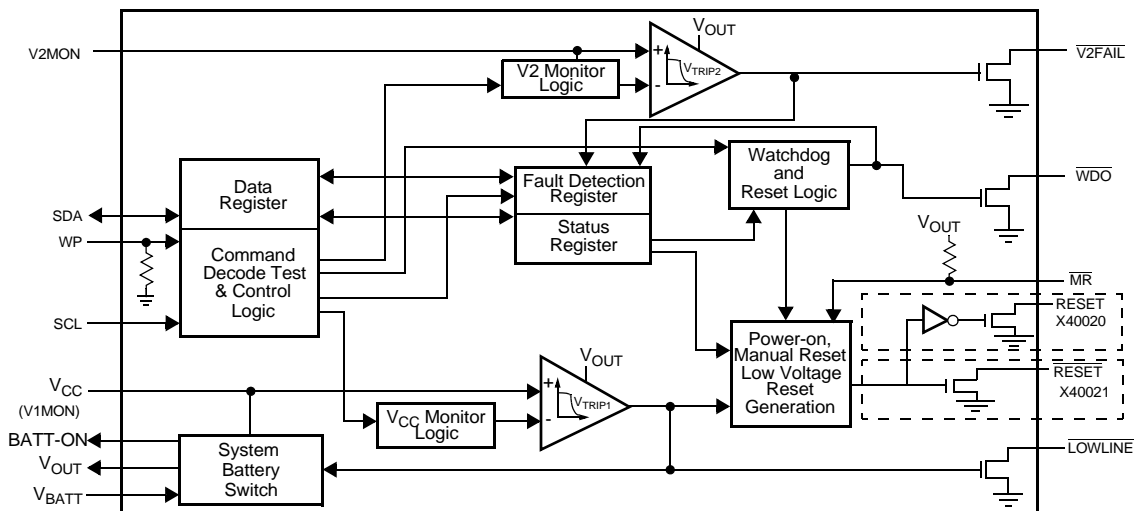 V2MON
V2 Monitor
Logic
+
-
VTRIP2
VOUT
V2FAIL
Data
Register
Command
Decode Test
& Control
Logic
SDA
WP
SCL
Fault Detection
Register
Status
Register
Watchdog
and
Reset Logic
WDO
VOUT
MR
RESET
X40020
RESET
X40021
Power-on,
Manual Reset
Low Voltage
Reset
Generation
VCC
(V1MON)
BATT-ON
VOUT
VBATT
System
Battery
Switch
VCC Monitor
Logic
+
-
VTRIP1
VOUT
LOWLINE